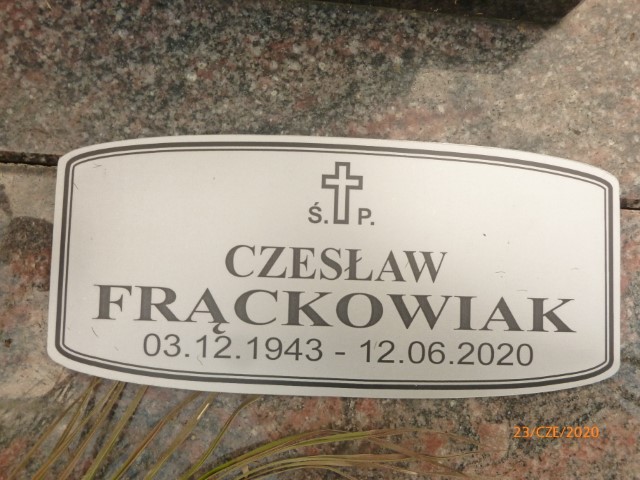 Ś. P.
CZESŁAW
FRĄCKOWIAK
03.12.1943 - 12.06.2020
23/CZE/2020